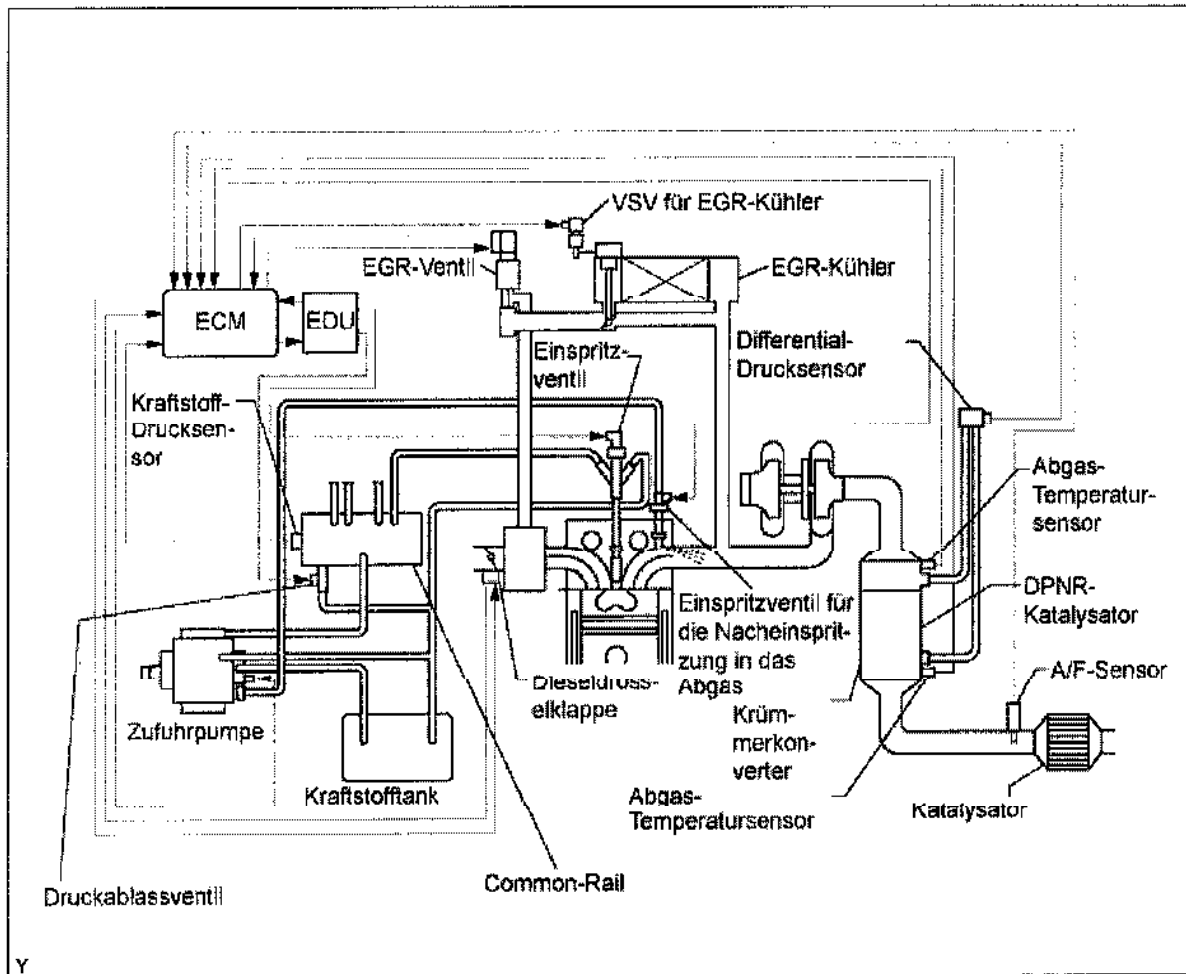 VSV für EGR-Kühler
EGR-Ventil
EGR-Kühler
ECM
EDU
Einspritz-
ventil
Differential-
Drucksensor
Kraftstoff-
Drucksen-
sor
Abgas-
Temperatur-
sensor
DPNR-
Katalysator
Einspritzventil für
die Nacheinsprit-
zung in das
Abgas
A/F-Sensor
Dieseldros-
selklappe
Zufuhrpumpe
Krüm-
merkon-
verter
Kraftstofftank
Abgas-
Temperatursensor
Katalysator
Common-Rail
Druckablassventil
Y